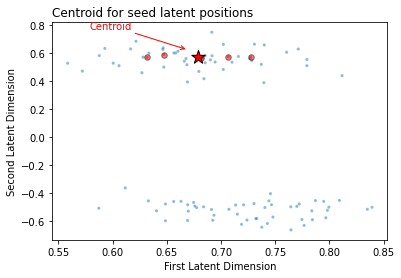 Centroid for seed latent positions
Centroid
0.8
0.6
0.4
0.2
0.0
−0.2
−0.4
−0.6
Second Latent Dimension
0.55 0.60 0.65 0.70 0.75 0.80 0.85
First Latent Dimension